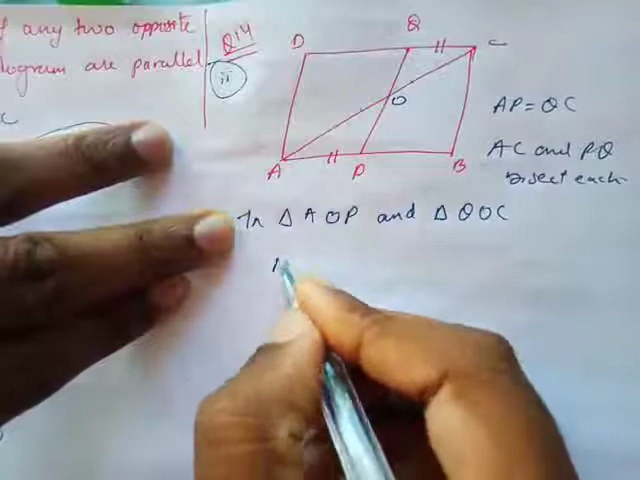 f any two opposite
logram are parallel
c
Q14
ii
D
Q
C
O
A
P
B
AP = QC
AC and PQ
bisect each
In Δ AOP and Δ QOC